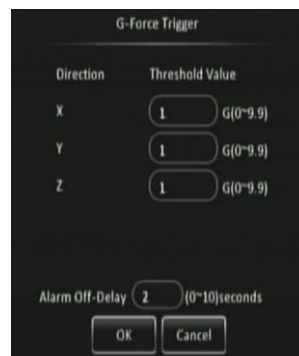 G-Force Trigger
Direction Threshold Value
X 1 G(0~9.9)
Y 1 G(0~9.9)
Z 1 G(0~9.9)
Alarm Off-Delay 2 (0~10)seconds
OK Cancel